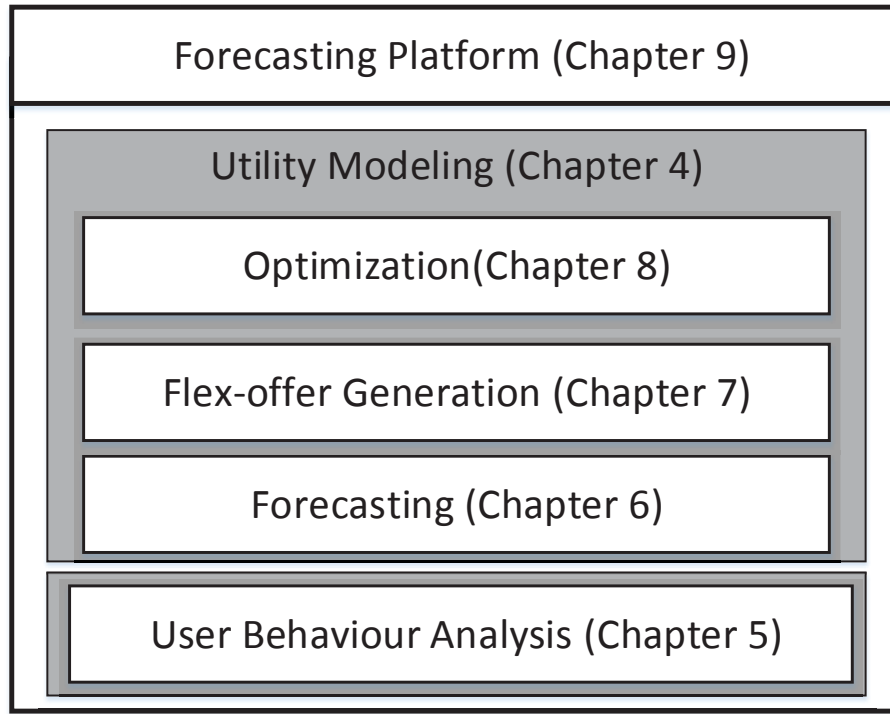 Forecasting Platform (Chapter 9)
Utility Modeling (Chapter 4)
Optimization(Chapter 8)
Flex-offer Generation (Chapter 7)
Forecasting (Chapter 6)
User Behaviour Analysis (Chapter 5)